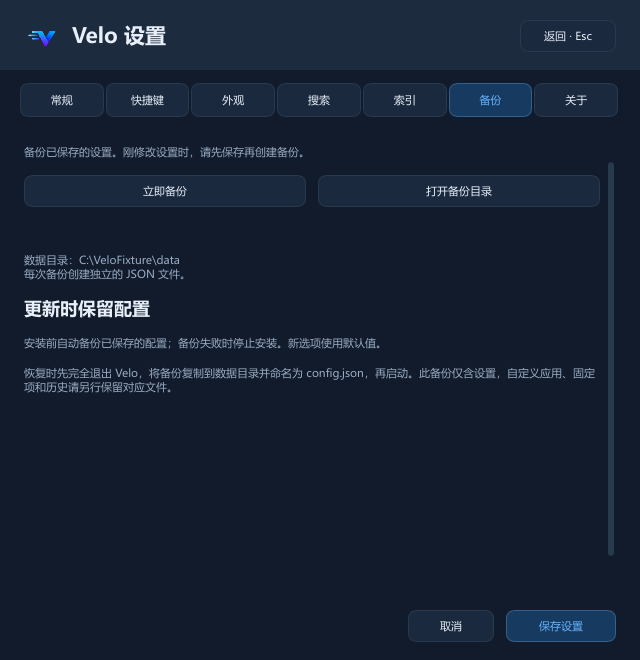 Velo 设置
返回 · Esc
常规
快捷键
外观
搜索
索引
备份
关于
备份已保存的设置。刚修改设置时，请先保存再创建备份。
立即备份
打开备份目录
数据目录：C:\VeloFixture\data
每次备份创建独立的 JSON 文件。
更新时保留配置
安装前自动备份已保存的配置；备份失败时停止安装。新选项使用默认值。
恢复时先完全退出 Velo，将备份复制到数据目录并命名为 config.json，再启动。此备份仅含设置，自定义应用、固定
项和历史请另行保留对应文件。
取消
保存设置